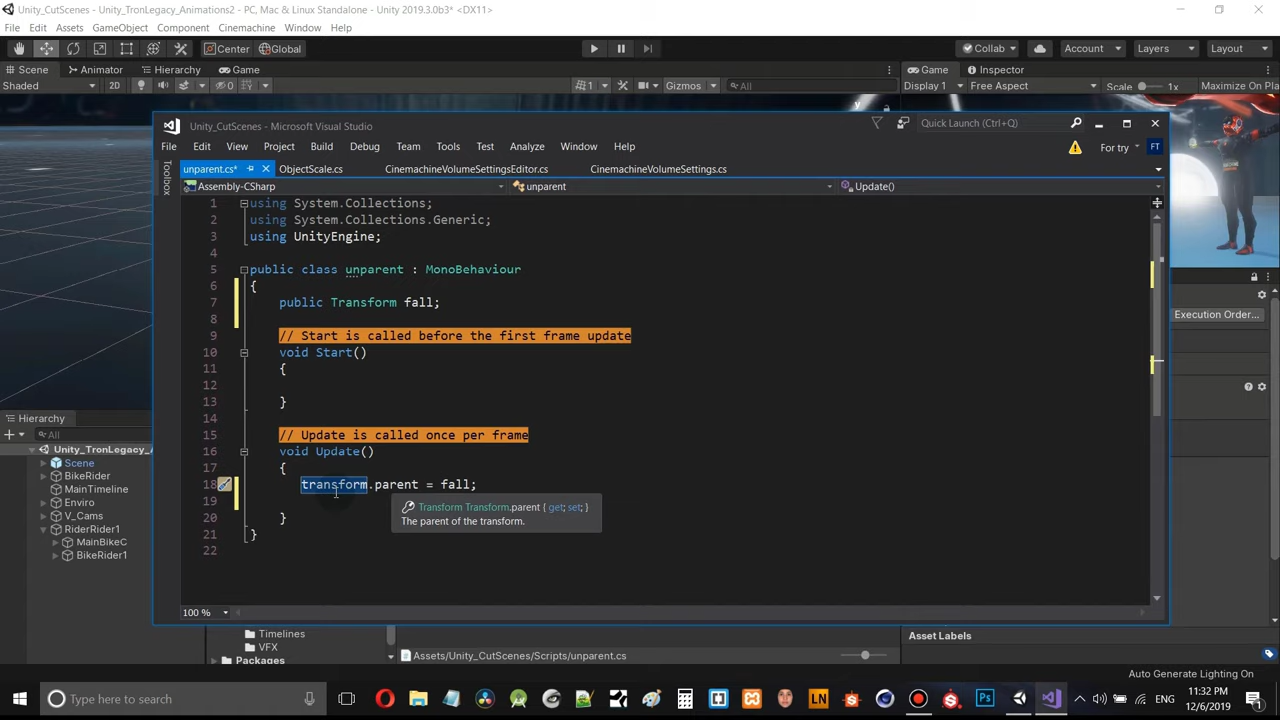 Unity_TronLegacy_Animations2 - PC, Mac & Linux Standalone - Unity 2019.3.0b3* <DX11>
File Edit Assets GameObject Component Cinemachine Window Help
Center Global Collab Account Layers Layout
Scene Animator Hierarchy Game Game Inspector
Shaded 2D 0 1 Gizmos All Display 1 Free Aspect Scale 1x Maximize On Pla
y
Unity_CutScenes - Microsoft Visual Studio Quick Launch (Ctrl+Q)
File Edit View Project Build Debug Team Tools Test Analyze Window Help For try FT
Toolbox
unparent.cs* ObjectScale.cs CinemachineVolumeSettingsEditor.cs CinemachineVolumeSettings.cs
Assembly-CSharp unparent Update()
1 using System.Collections;
2 using System.Collections.Generic;
3 using UnityEngine;
4
5 public class unparent : MonoBehaviour
6 {
7 public Transform fall;
8
9 // Start is called before the first frame update
10 void Start()
11 {
12
13 }
14
15 // Update is called once per frame
16 void Update()
17 {
18 transform.parent = fall;
19
20 }
21 }
22
Transform Transform.parent { get; set; }
The parent of the transform.
100 %
Execution Order...
Hierarchy
All
Unity_TronLegacy_A
Scene
BikeRider
MainTimeline
Enviro
V_Cams
RiderRider1
MainBikeC
BikeRider1
Timelines
VFX
Packages
Assets/Unity_CutScenes/Scripts/unparent.cs
Asset Labels
Auto Generate Lighting On
Type here to search
LN
Ps
ENG
11:32 PM
12/6/2019
1